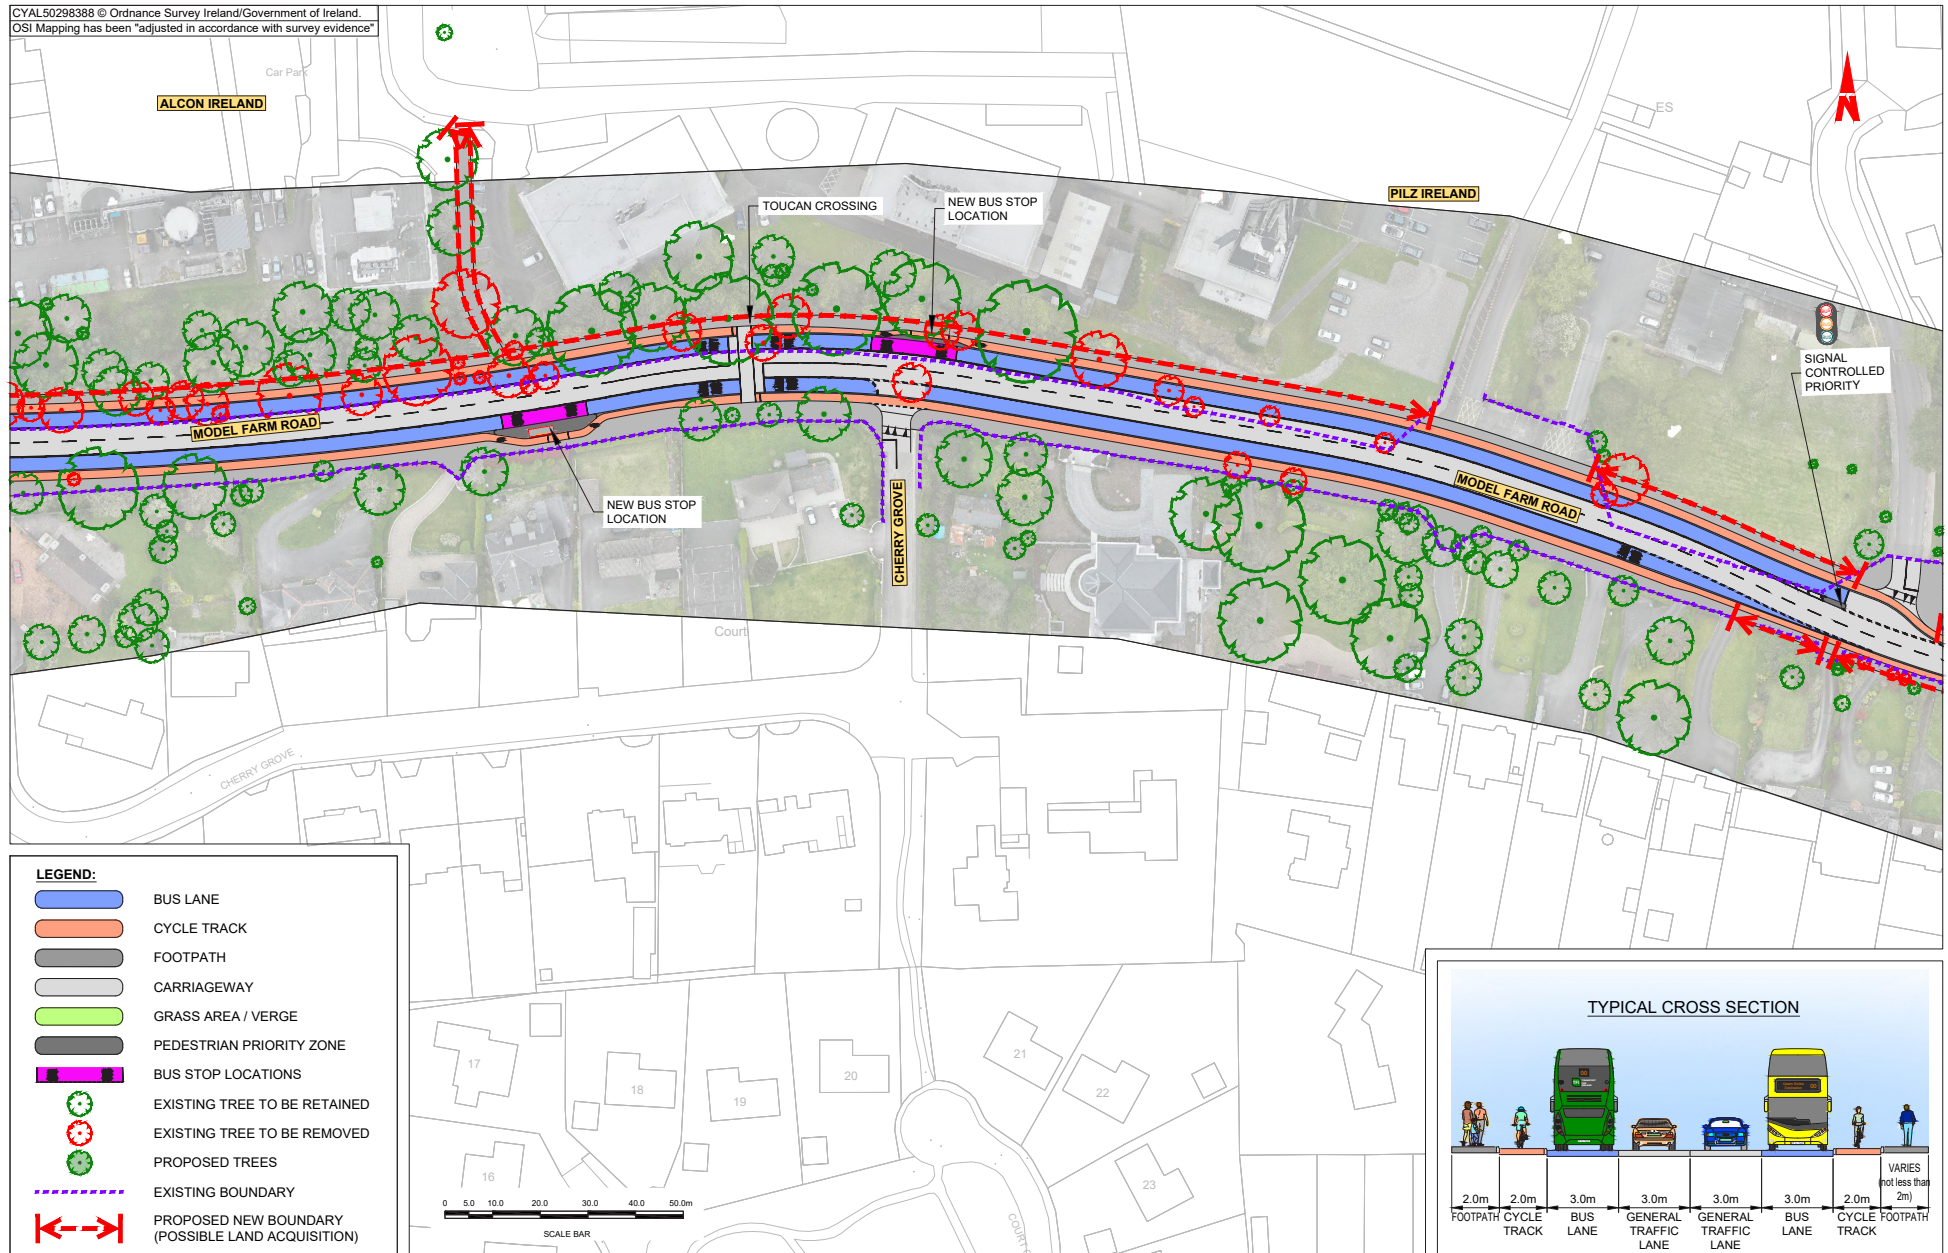 CYAL50298388 © Ordnance Survey Ireland/Government of Ireland.
OSI Mapping has been "adjusted in accordance with survey evidence"
Car Park
ALCON IRELAND
ES
PILZ IRELAND
TOUCAN CROSSING
NEW BUS STOP
LOCATION
N
SIGNAL
CONTROLLED
PRIORITY
MODEL FARM ROAD
NEW BUS STOP
LOCATION
CHERRY GROVE
MODEL FARM ROAD
Court
CHERRY GROVE
17
18
19
20
21
22
16
23
COURT
LEGEND:
BUS LANE
CYCLE TRACK
FOOTPATH
CARRIAGEWAY
GRASS AREA / VERGE
PEDESTRIAN PRIORITY ZONE
BUS STOP LOCATIONS
EXISTING TREE TO BE RETAINED
EXISTING TREE TO BE REMOVED
PROPOSED TREES
EXISTING BOUNDARY
PROPOSED NEW BOUNDARY
(POSSIBLE LAND ACQUISITION)
0 5.0 10.0 20.0 30.0 40.0 50.0m
SCALE BAR
TYPICAL CROSS SECTION
VARIES
(not less than
2m)
2.0m 2.0m 3.0m 3.0m 3.0m 3.0m 2.0m
FOOTPATH CYCLE TRACK BUS LANE GENERAL TRAFFIC LANE GENERAL TRAFFIC LANE BUS LANE CYCLE TRACK FOOTPATH